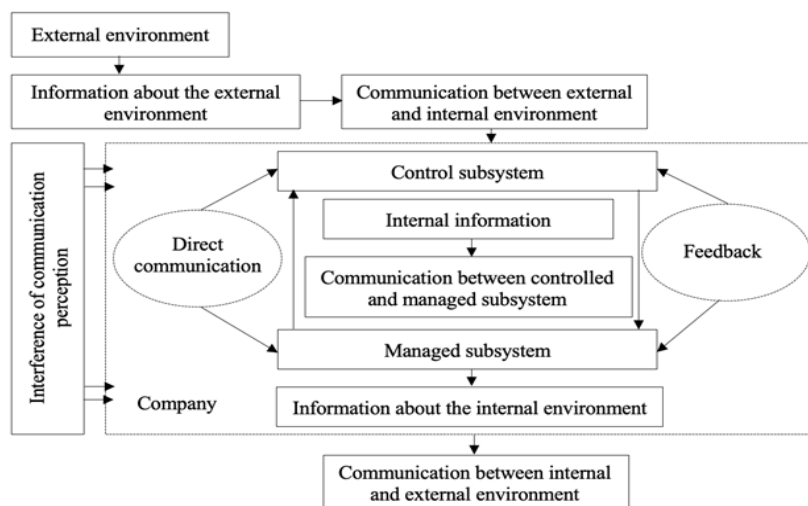 External environment
Information about the external
environment
Communication between external
and internal environment
Interference of communication
perception
Control subsystem
Internal information
Direct
communication
Feedback
Communication between controlled
and managed subsystem
Managed subsystem
Company
Information about the internal environment
Communication between internal
and external environment